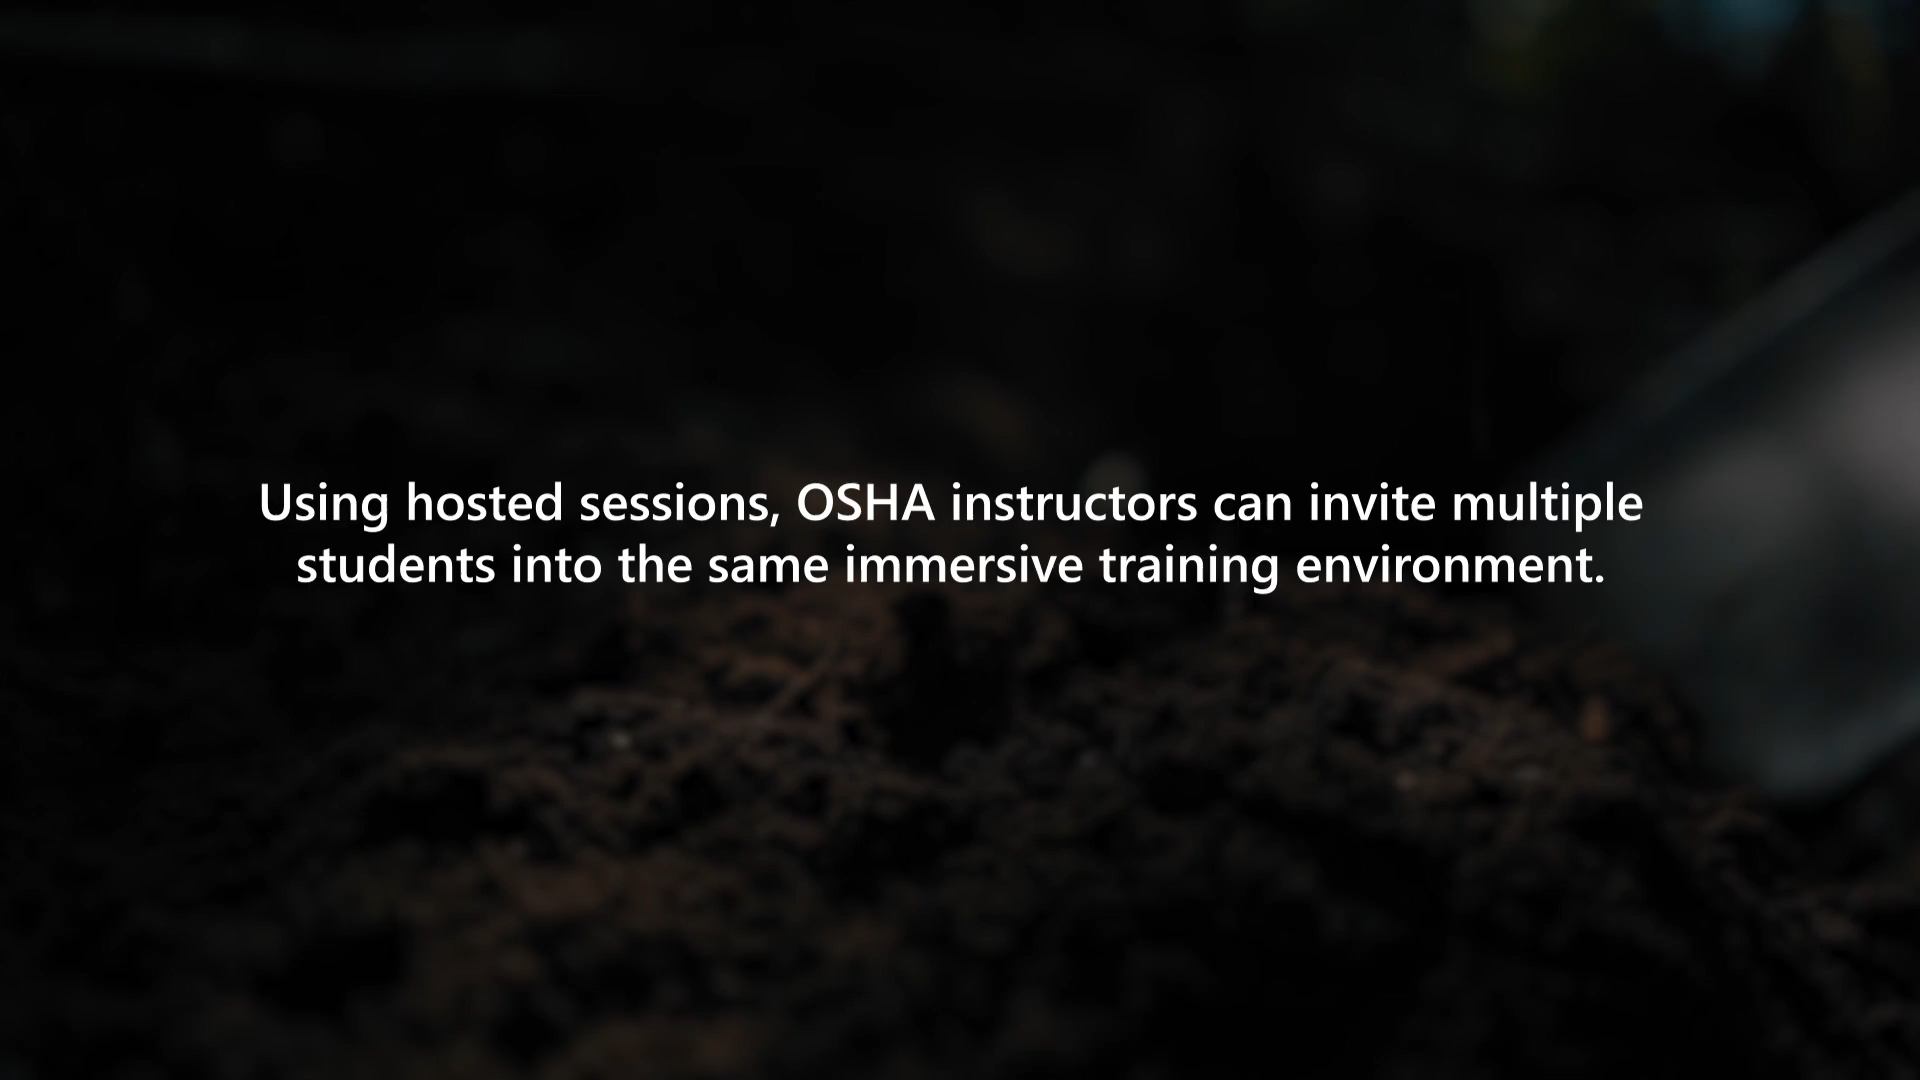 Using hosted sessions, OSHA instructors can invite multiple
students into the same immersive training environment.